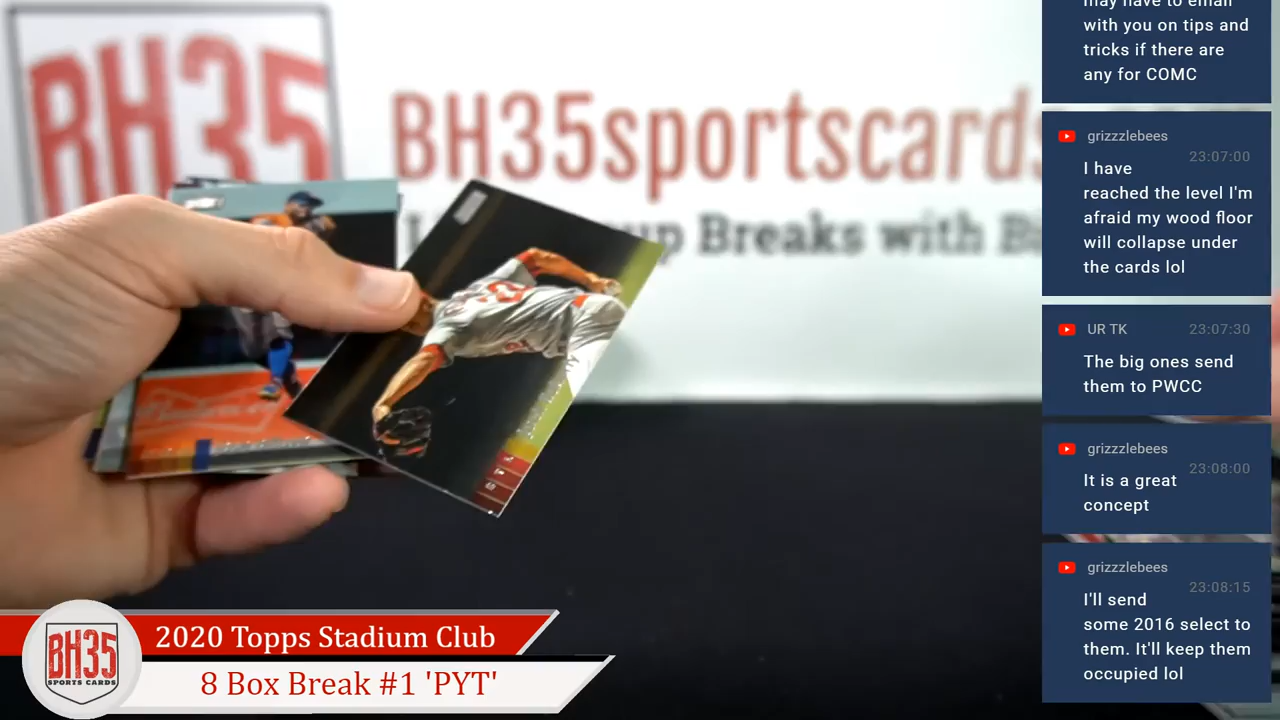 BH35
BH35sportscards
up Breaks with Bi
2020 Topps Stadium Club
8 Box Break #1 'PYT'
BH35
SPORTS CARDS
may have to email
with you on tips and
tricks if there are
any for COMC
grizzzlebees
23:07:00
I have
reached the level I'm
afraid my wood floor
will collapse under
the cards lol
UR TK 23:07:30
The big ones send
them to PWCC
grizzzlebees
23:08:00
It is a great
concept
grizzzlebees
23:08:15
I'll send
some 2016 select to
them. It'll keep them
occupied lol